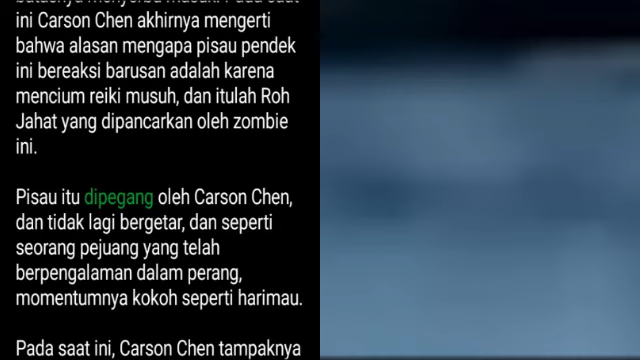 ini Carson Chen akhirnya mengerti
bahwa alasan mengapa pisau pendek
ini bereaksi barusan adalah karena
mencium reiki musuh, dan itulah Roh
Jahat yang dipancarkan oleh zombie
ini.
Pisau itu dipegang oleh Carson Chen,
dan tidak lagi bergetar, dan seperti
seorang pejuang yang telah
berpengalaman dalam perang,
momentumnya kokoh seperti harimau.
Pada saat ini, Carson Chen tampaknya